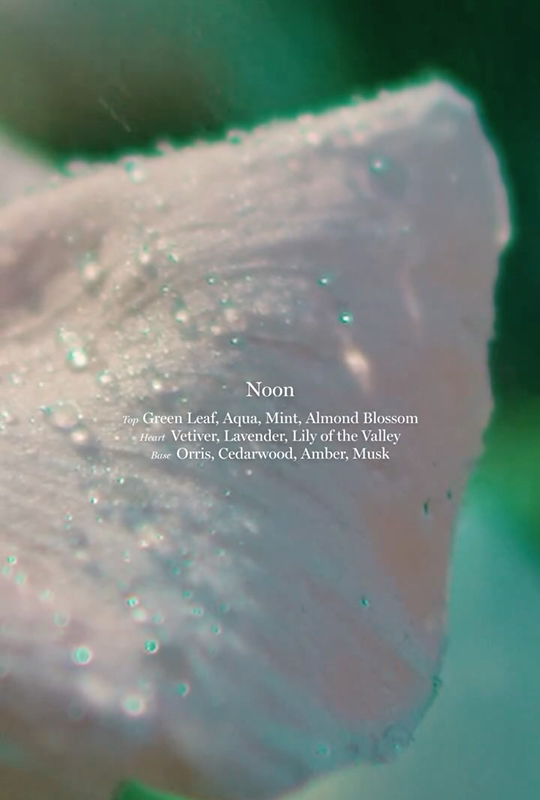 Noon
Top Green Leaf, Aqua, Mint, Almond Blossom
Heart Vetiver, Lavender, Lily of the Valley
Base Orris, Cedarwood, Amber, Musk